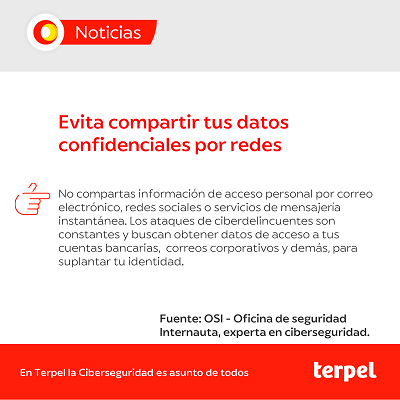 Noticias
Evita compartir tus datos
confidenciales por redes
No compartas información de acceso personal por correo
electrónico, redes sociales o servicios de mensajería
instantánea. Los ataques de ciberdelincuentes son
constantes y buscan obtener datos de acceso a tus
cuentas bancarias, correos corporativos y demás, para
suplantar tu identidad.
Fuente: OSI - Oficina de seguridad
Internauta, experta en ciberseguridad.
En Terpel la Ciberseguridad es asunto de todos
terpel